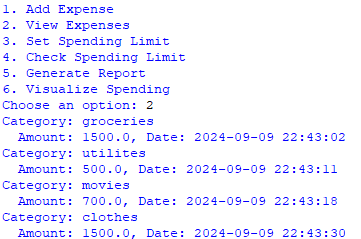 1. Add Expense
2. View Expenses
3. Set Spending Limit
4. Check Spending Limit
5. Generate Report
6. Visualize Spending
Choose an option: 2
Category: groceries
  Amount: 1500.0, Date: 2024-09-09 22:43:02
Category: utilites
  Amount: 500.0, Date: 2024-09-09 22:43:11
Category: movies
  Amount: 700.0, Date: 2024-09-09 22:43:18
Category: clothes
  Amount: 1500.0, Date: 2024-09-09 22:43:30